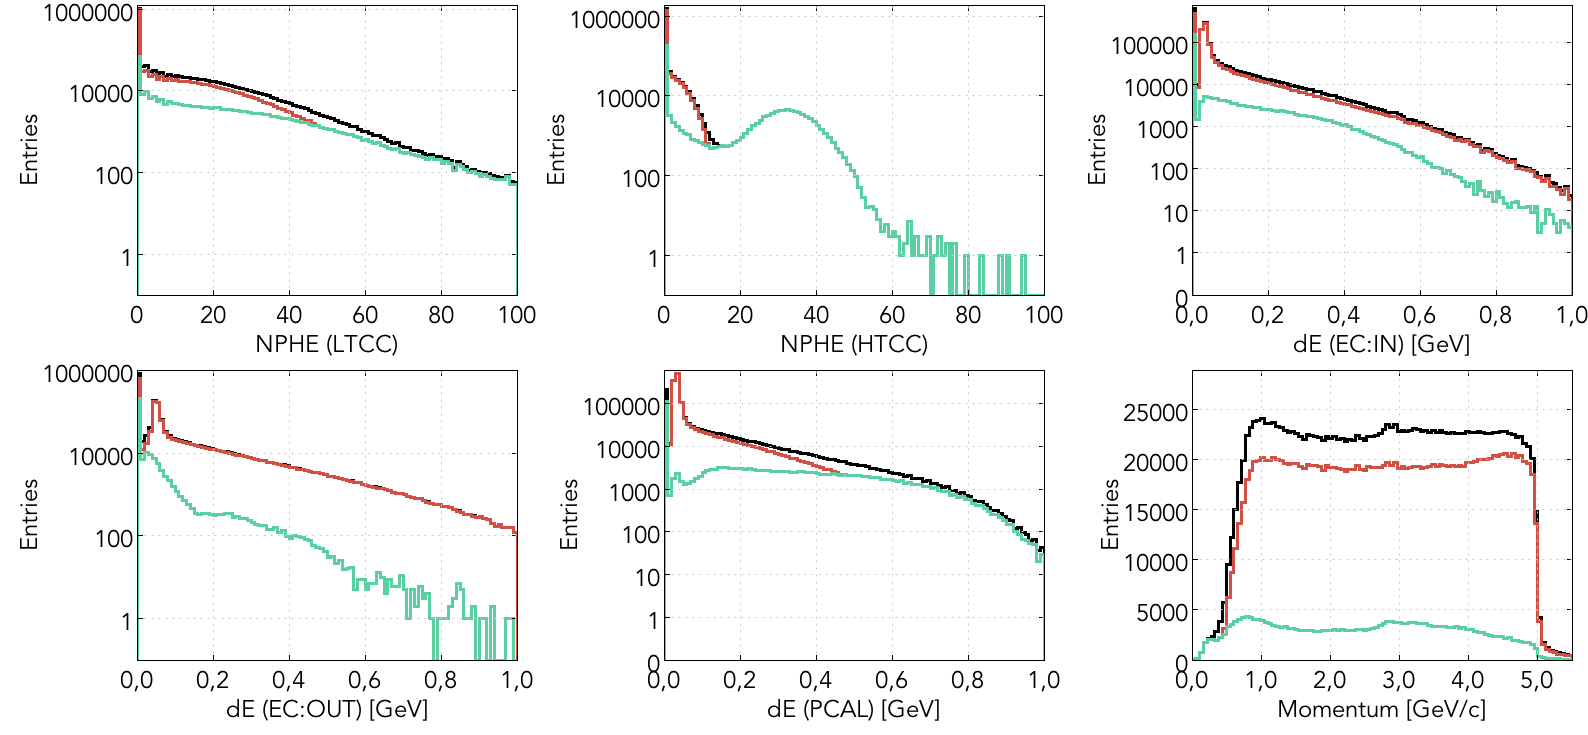 1000000
10000
100
1
Entries
0 20 40 60 80 100
NPHE (LTCC)
1000000
10000
100
1
Entries
0 20 40 60 80 100
NPHE (HTCC)
100000
10000
1000
100
10
1
0
Entries
0,0 0,2 0,4 0,6 0,8 1,0
dE (EC:IN) [GeV]
1000000
10000
100
1
Entries
0,0 0,2 0,4 0,6 0,8 1,0
dE (EC:OUT) [GeV]
100000
10000
1000
100
10
1
0
Entries
0,0 0,2 0,4 0,6 0,8 1,0
dE (PCAL) [GeV]
25000
20000
15000
10000
5000
0
Entries
0,0 1,0 2,0 3,0 4,0 5,0
Momentum [GeV/c]